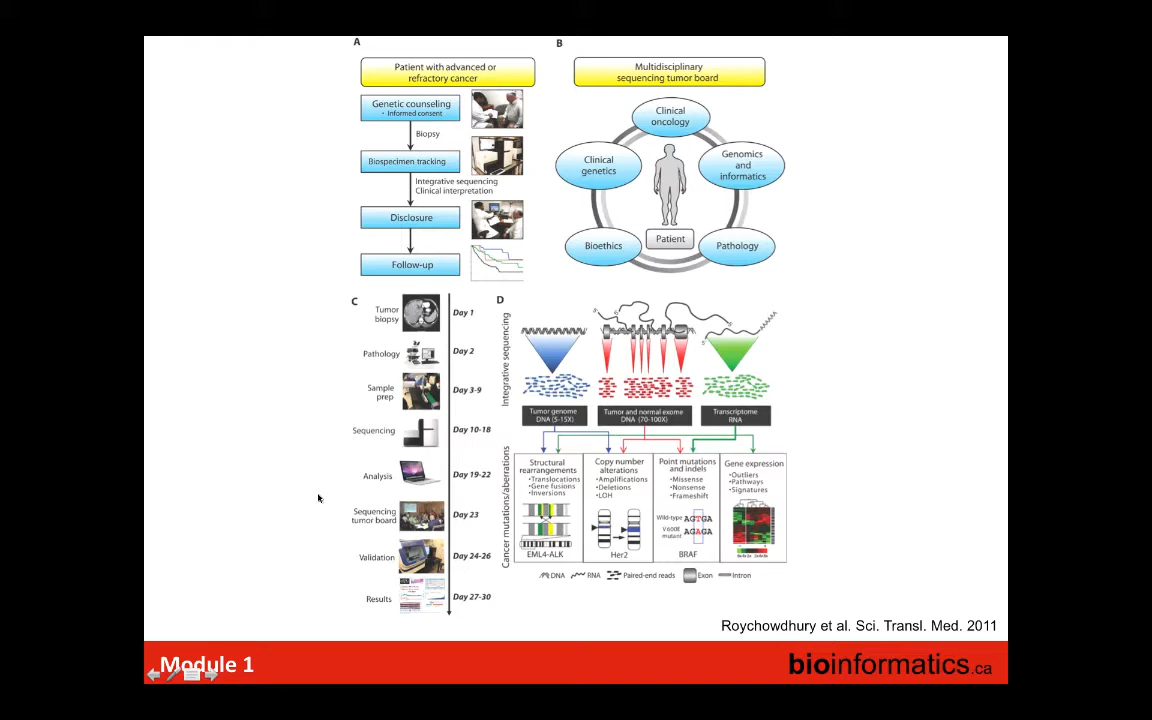 A
Patient with advanced or
refractory cancer
Genetic counseling
• Informed consent
Biopsy
Biospecimen tracking
Integrative sequencing
Clinical interpretation
Disclosure
Follow-up
B
Multidisciplinary
sequencing tumor board
Clinical
oncology
Clinical
genetics
Genomics
and
informatics
Bioethics
Patient
Pathology
C
Tumor
biopsy
Day 1
Pathology
Day 2
Sample
prep
Day 3-9
Sequencing
Day 10-18
Analysis
Day 19-22
Sequencing
tumor board
Day 23
Validation
Day 24-26
Results
Day 27-30
D
Integrative sequencing
5'
5'
Tumor genome
DNA (5-15X)
Tumor and normal exome
DNA (70-100X)
Transcriptome
RNA
Cancer mutations/aberrations
Structural
rearrangements
•Translocations
•Gene fusions
•Inversions
EML4-ALK
Copy number
alterations
•Amplifications
•Deletions
•LOH
Her2
Point mutations
and indels
•Missense
•Nonsense
•Frameshift
Wild-type AGTGA
V600E
mutant AGAGA
BRAF
Gene expression
•Outliers
•Pathways
•Signatures
DNA RNA Paired-end reads Exon Intron
Roychowdhury et al. Sci. Transl. Med. 2011
Module 1
bioinformatics.ca